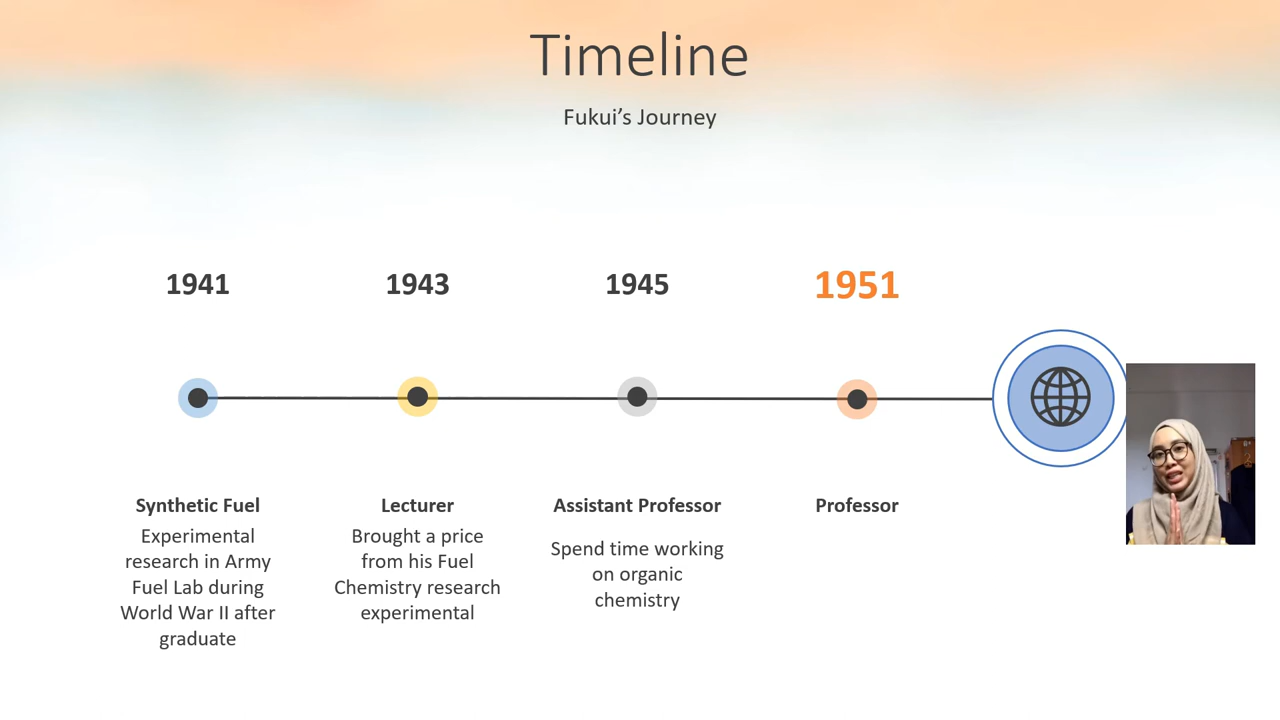 Timeline
Fukui’s Journey
1941
1943
1945
1951
Synthetic Fuel
Experimental
research in Army
Fuel Lab during
World War II after
graduate
Lecturer
Brought a price
from his Fuel
Chemistry research
experimental
Assistant Professor
Spend time working
on organic
chemistry
Professor